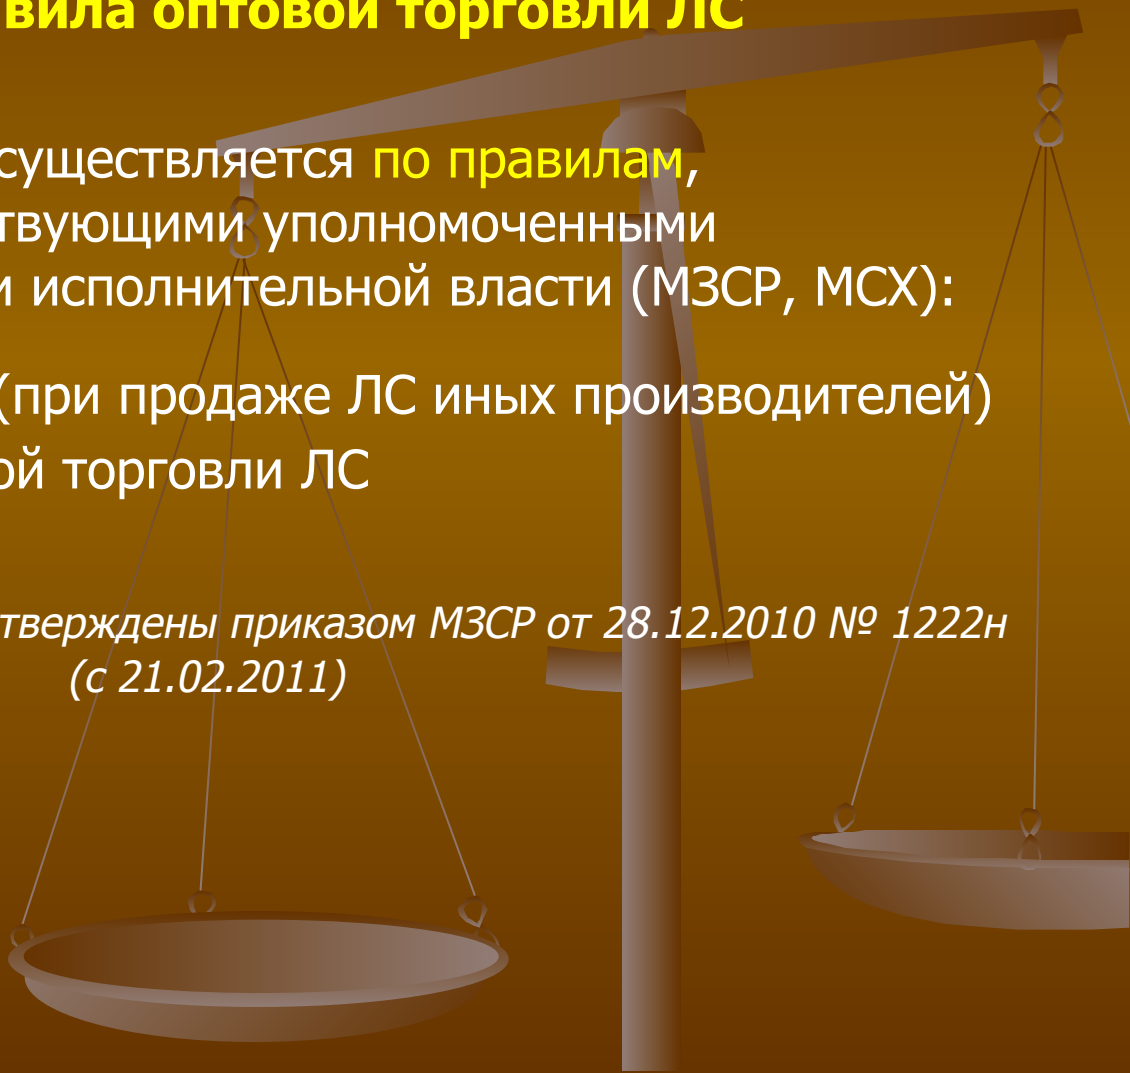 вила оптовой торговли ЛС
существляется по правилам,
твующими уполномоченными
и исполнительной власти (МЗСР, МСХ):
(при продаже ЛС иных производителей)
ой торговли ЛС
тверждены приказом МЗСР от 28.12.2010 № 1222н
(с 21.02.2011)